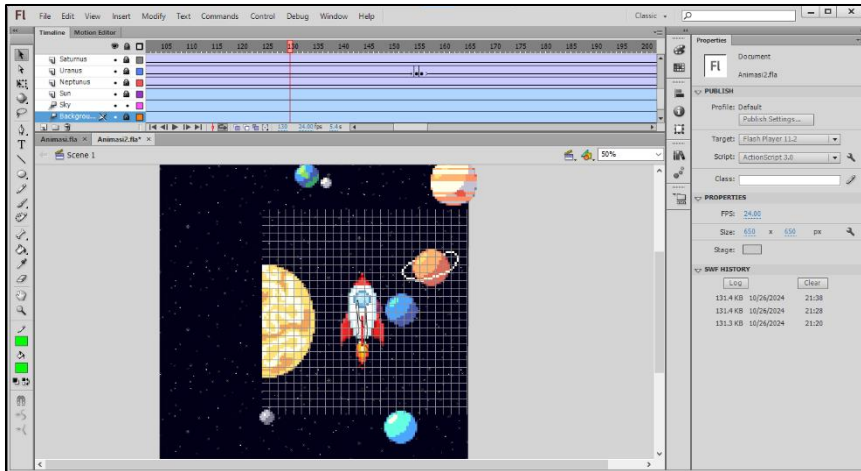 Fl File Edit View Insert Modify Text Commands Control Debug Window Help Classic
Timeline Motion Editor
105 110 115 120 125 130 135 140 145 150 155 160 165 170 175 180 185 190 195 200
Saturnus
Uranus
Neptunus
Sun
Sky
Backgrou...
130 24.00 fps 5.4 s
Animasi.fla × Animasi2.fla* ×
Scene 1 50%
Properties
Fl Document
Animasi2.fla
PUBLISH
Profile: Default
Publish Settings...
Target: Flash Player 11.2
Script: ActionScript 3.0
Class:
PROPERTIES
FPS: 24.00
Size: 650 x 650 px
Stage:
SWF HISTORY
Log Clear
131.4 KB 10/26/2024 21:38
131.4 KB 10/26/2024 21:28
131.3 KB 10/26/2024 21:20